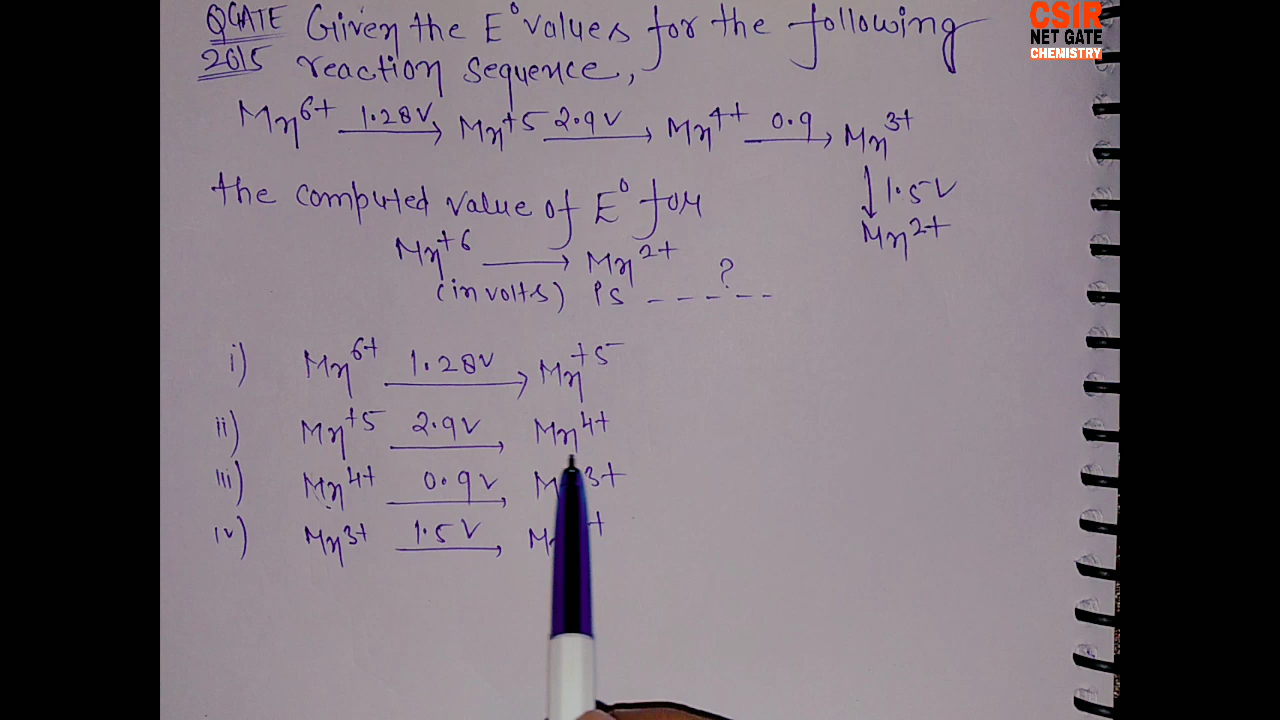 QGATE Given the E° values for the following
2015 reaction sequence,
Mn6+ 1.28V Mn+5 2.9V Mn4+ 0.9 Mn3+
1.5V
Mn2+
the computed value of E° for
Mn+6 Mn2+
(in volts) is ----- ?
i) Mn6+ 1.28V Mn+5
ii) Mn+5 2.9V Mn4+
iii) Mn4+ 0.9V M 3+
iv) Mn3+ 1.5V M +
CSIR
NET GATE
CHEMISTRY